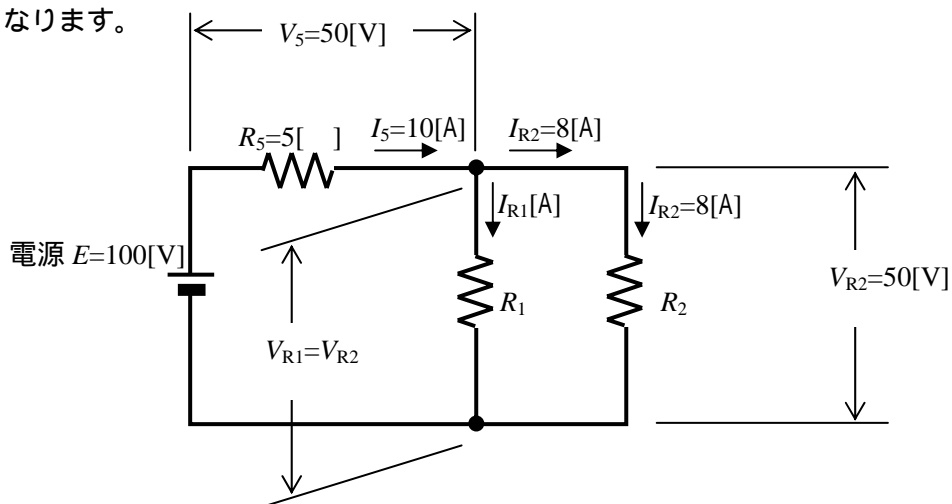 なります。
V5=50[V]
R5=5[ ]
I5=10[A]
IR2=8[A]
IR1[A]
IR2=8[A]
電源 E=100[V]
R1
R2
VR2=50[V]
VR1=VR2